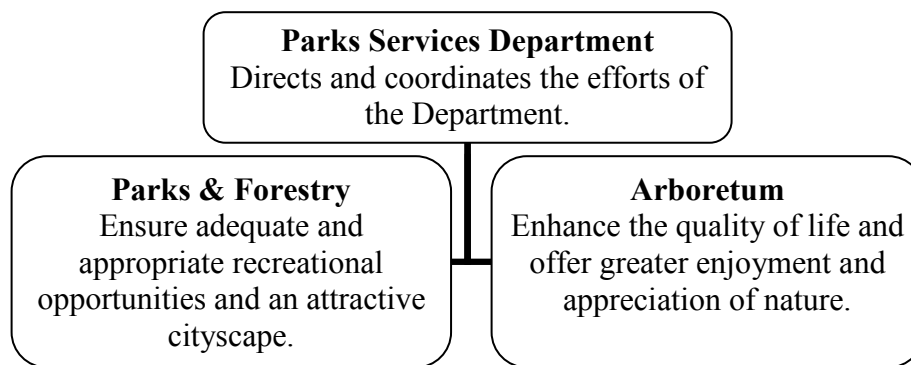 Parks Services Department
Directs and coordinates the efforts of
the Department.
Parks & Forestry
Ensure adequate and
appropriate recreational
opportunities and an attractive
cityscape.
Arboretum
Enhance the quality of life and
offer greater enjoyment and
appreciation of nature.